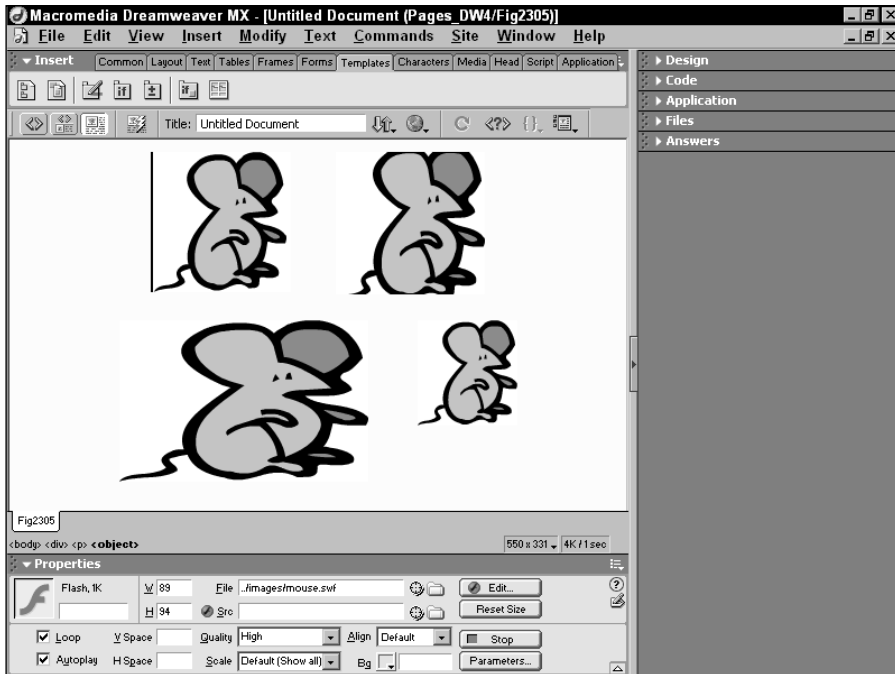 Macromedia Dreamweaver MX - [Untitled Document (Pages_DW4/Fig2305)]
File Edit View Insert Modify Text Commands Site Window Help
Insert Common Layout Text Tables Frames Forms Templates Characters Media Head Script Application
Design
Code
Application
Files
Answers
Title: Untitled Document
Fig2305
<body> <div> <p> <object> 550 x 331 4K / 1 sec
Properties
Flash, 1K W 89 File ../images/mouse.swf Edit...
H 94 Src Reset Size
Loop V Space Quality High Align Default Stop
Autoplay H Space Scale Default (Show all) Bg Parameters...